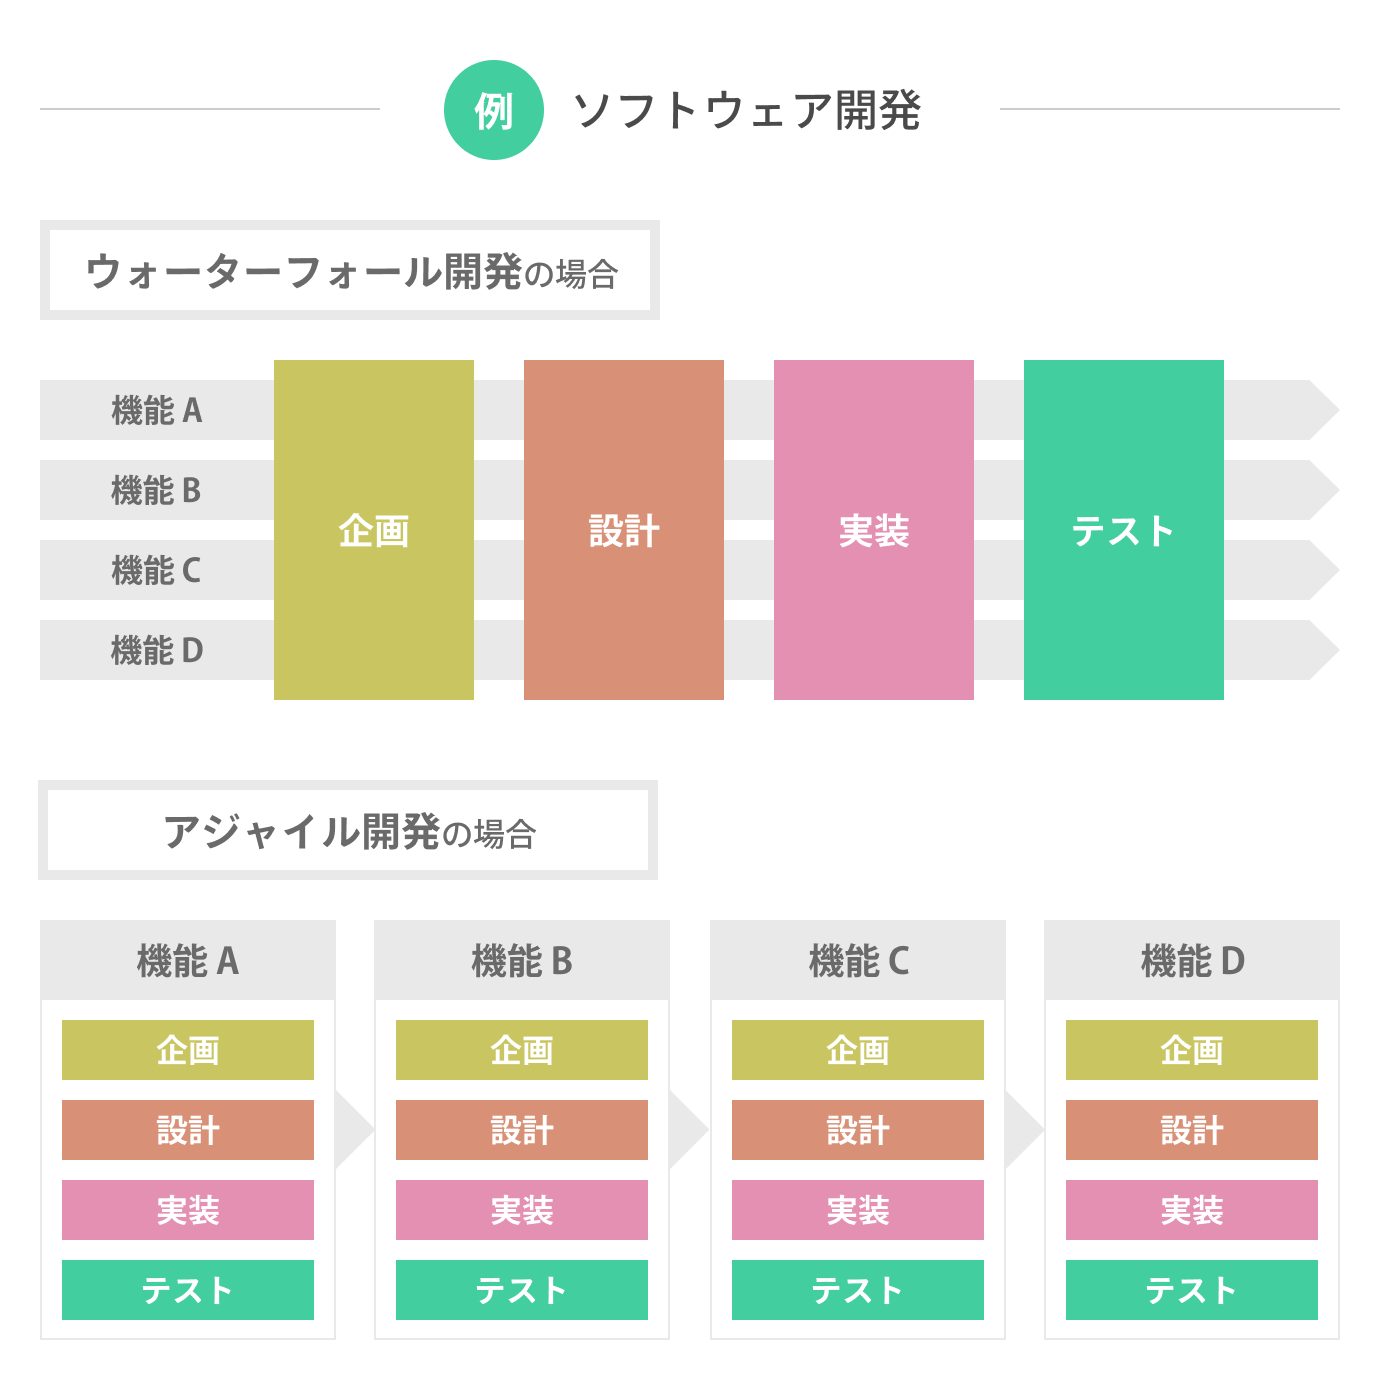 例 ソフトウェア開発
ウォーターフォール開発の場合
機能 A
機能 B
機能 C
機能 D
企画
設計
実装
テスト
アジャイル開発の場合
機能 A
企画
設計
実装
テスト
機能 B
企画
設計
実装
テスト
機能 C
企画
設計
実装
テスト
機能 D
企画
設計
実装
テスト